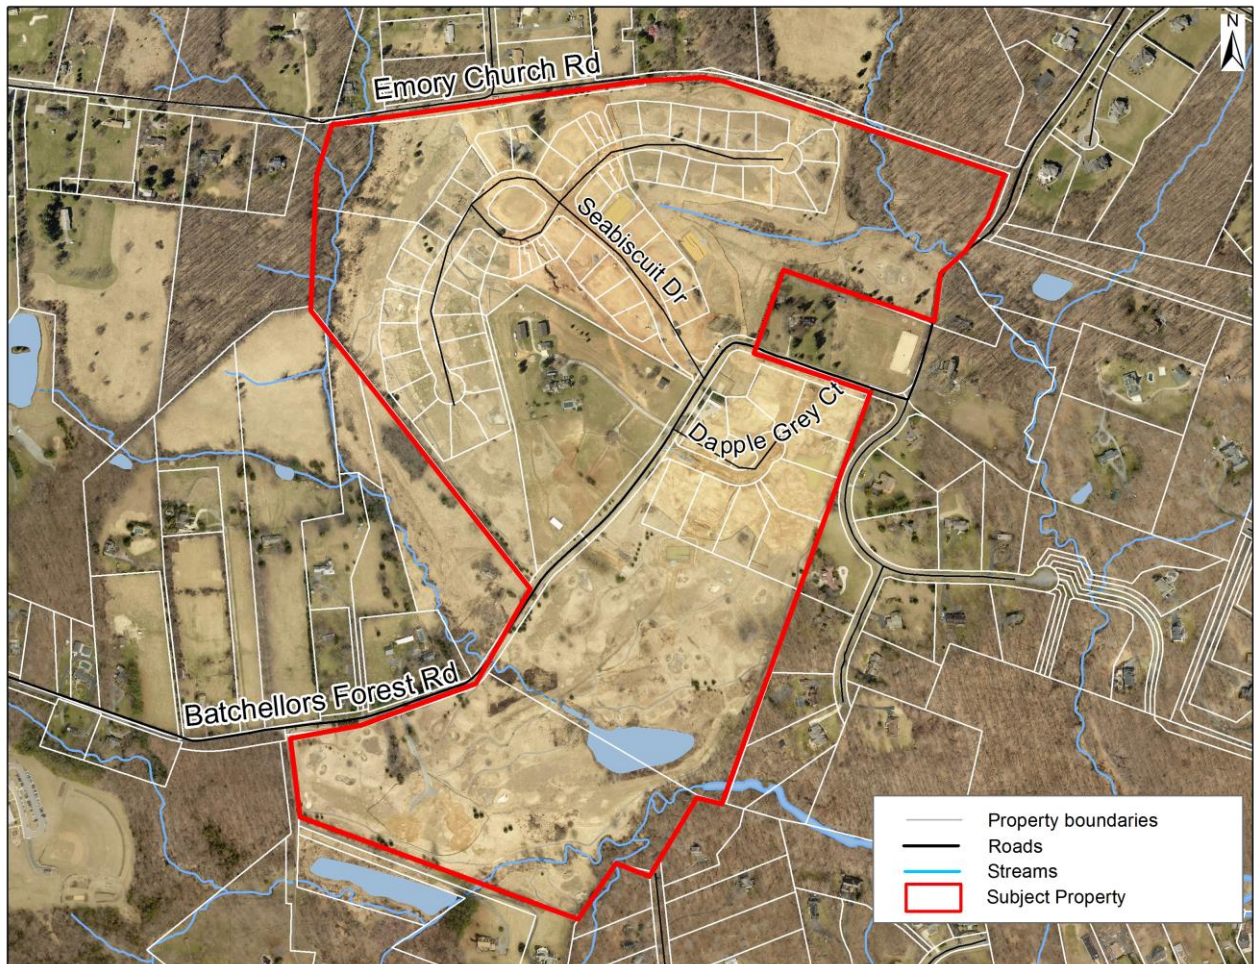 N
Emory Church Rd
Seabiscuit Dr
Dapple Grey Ct
Batchellors Forest Rd
Property boundaries
Roads
Streams
Subject Property